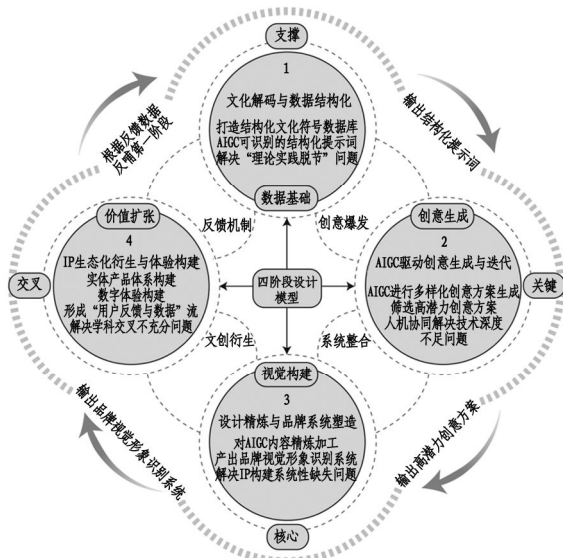 支撑
1
文化解码与数据结构化
打造结构化文化符号数据库
AIGC可识别的结构化提示词
解决“理论实践脱节”问题
数据基础
根据反馈数据
反哺第一阶段
输出结构化提示词
反馈机制
创意爆发
价值扩张
4
IP生态化衍生与体验构建
实体产品体系构建
数字体验构建
形成“用户反馈与数据”流
解决学科交叉不充分问题
交叉
四阶段设计
模型
创意生成
2
AIGC驱动创意生成与迭代
AIGC进行多样化创意方案生成
筛选高潜力创意方案
人机协同解决技术深度
不足问题
关键
文创衍生
系统整合
视觉构建
3
设计精炼与品牌系统塑造
对AIGC内容精炼加工
产出品牌视觉形象识别系统
解决IP构建系统性缺失问题
核心
输出品牌视觉形象识别系统
输出高潜力创意方案